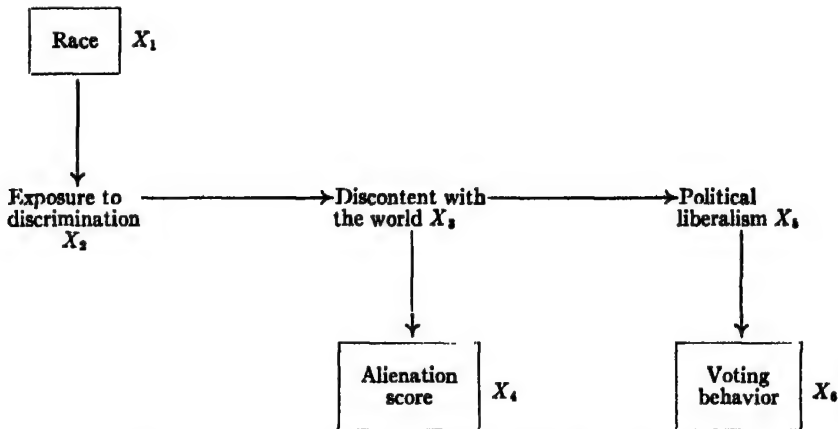 Race X₁
Exposure to
discrimination
X₂
Discontent with
the world X₃
Political
liberalism X₅
Alienation
score
X₄
Voting
behavior
X₆